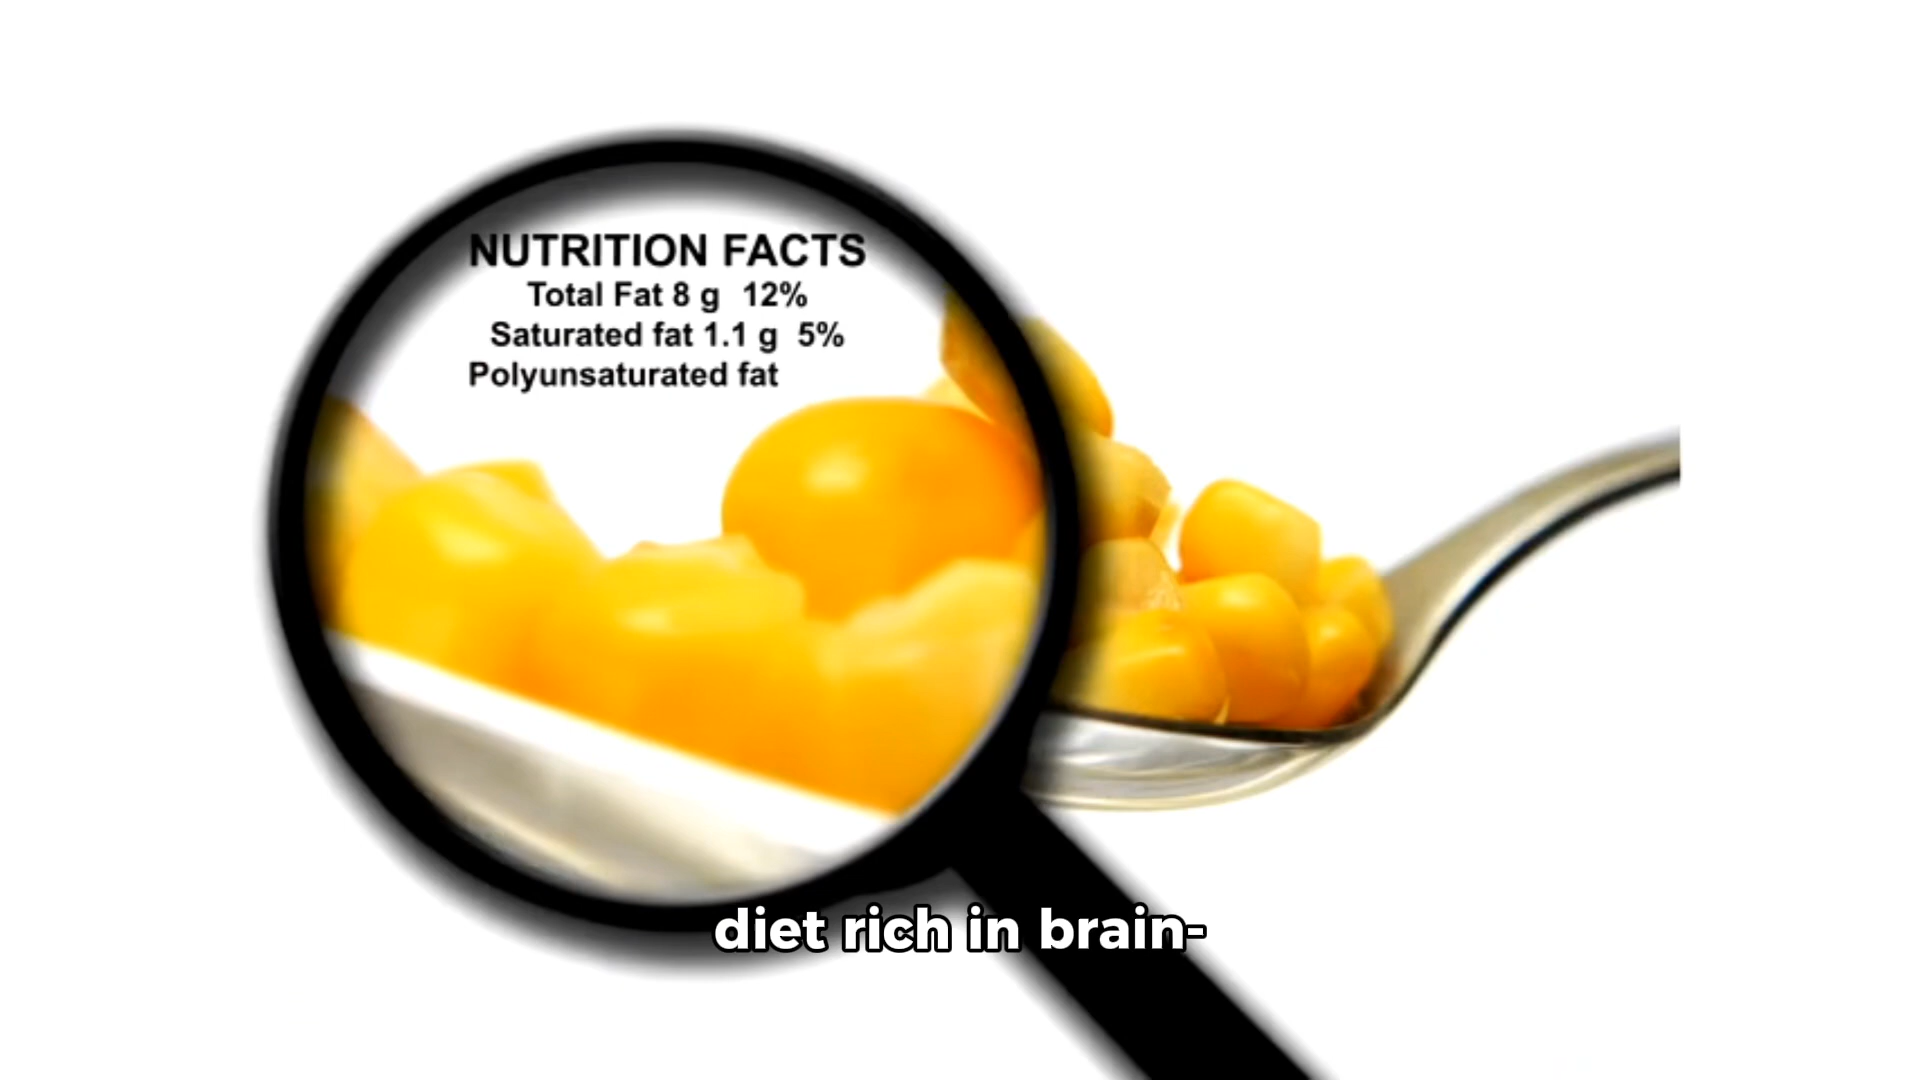 NUTRITION FACTS
Total Fat 8 g 12%
Saturated fat 1.1 g 5%
Polyunsaturated fat
diet rich in brain-